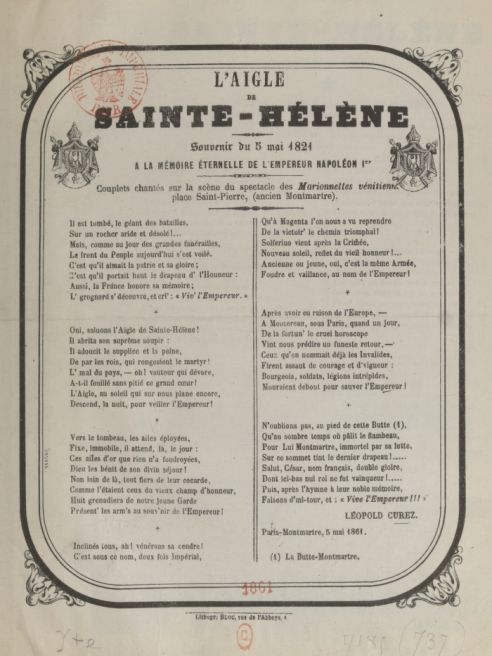 L'AIGLE
DE
SAINTE-HÉLÈNE
Souvenir du 5 mai 1821
A LA MÉMOIRE ÉTERNELLE DE L'EMPEREUR NAPOLÉON Ier
Couplets chantés sur la scène du spectacle des Marionnettes vénitiennes
place Saint-Pierre, (ancien Montmartre).
Il est tombé, le géant des batailles,
Sur un rocher aride et désolé!...
Mais, comme au jour des grandes funérailles,
Le front du Peuple aujourd'hui s'est voilé.
C'est qu'il aimait la patrie et sa gloire;
C'est qu'il portait haut le drapeau d' l'Honneur:
Aussi, la France honore sa mémoire;
L' grognard s'découvre, et cri': « Viv' l'Empereur. »
*
Oui, saluons l'Aigle de Sainte-Hélène!
Il abrita son suprême soupir:
Il adoucit le supplice et la peine,
De par les rois, qui rongeaient le martyr!
L' mal du pays, — oh! vautour qui dévore,
A-t-il fouillé sans pitié ce grand cœur!
L'Aigle, au soleil qui sur nous plane encore,
Descend, la nuit, pour veiller l'Empereur!
*
Vers le tombeau, les ailes éployées,
Fixe, immobile, il attend, là, le jour:
Ces ailes d'or que rien n'a foudroyées,
Dieu les bénit de son divin séjour!
Non loin de là, tout fiers de leur cocarde,
Comme l'étaient ceux du vieux champ d'honneur,
Huit grenadiers de notre jeune Garde
Présent' les arm's au souv'nir de l'Empereur!
*
Inclinés tous, ah! vénérons sa cendre!
C'est sous ce nom, deux fois Impérial,
Qu'à Magenta l'on nous a vu reprendre
De la victoir' le chemin triomphal!
Solférino vient après la Crimée,
Nouveau soleil, reflet du vieil honneur!...
Ancienne ou jeune, oui, c'est la même Armée,
Foudre et vaillance, au nom de l'Empereur!
*
Après avoir eu raison de l'Europe, —
A Montereau, sous Paris, quand un jour,
De la fortun' le cruel horoscope
Vint nous prédire un funeste retour, —
Ceux qu'on nommait déjà les Invalides,
Firent assaut de courage et d'vigueur:
Bourgeois, soldats, légions intrépides,
Mouraient debout pour sauver l'Empereur!
*
N'oublions pas, au pied de cette Butte (1),
Qu'au sombre temps où pâlit le flambeau,
Pour Lui Montmartre, immortel par sa lutte,
Sur ce sommet tint le dernier drapeau!.....
Salut, César, nom français, double gloire,
Dont ici-bas nul roi ne fut vainqueur!.....
Puis, après l'hymne à leur noble mémoire,
Faisons d'mi-tour, et: « Vive l'Empereur!!! »
LÉOPOLD CUREZ.
Paris-Montmartre, 5 mai 1861.
(1) La Butte-Montmartre.
1861
Lithogr. BLOC, rue de l'Abbaye, 4